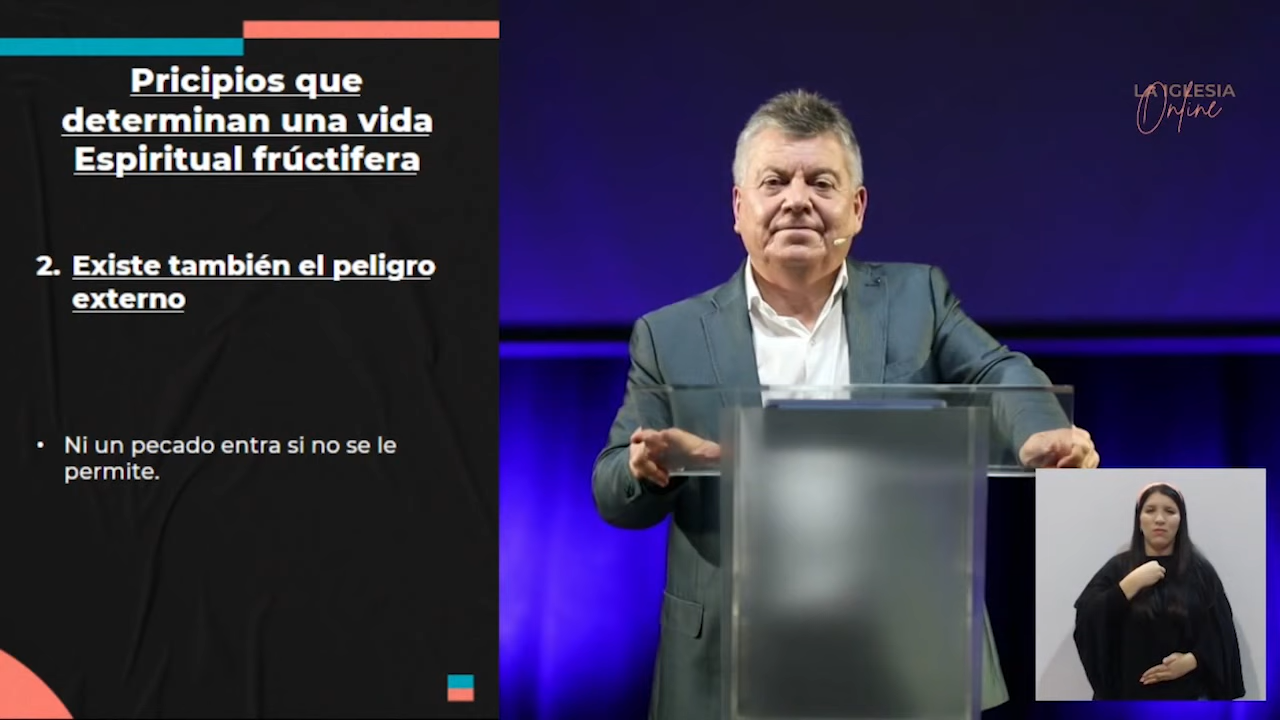 Pricipios que
determinan una vida
Espiritual frúctifera
2. Existe también el peligro
externo
• Ni un pecado entra si no se le
permite.
LA IGLESIA
Online